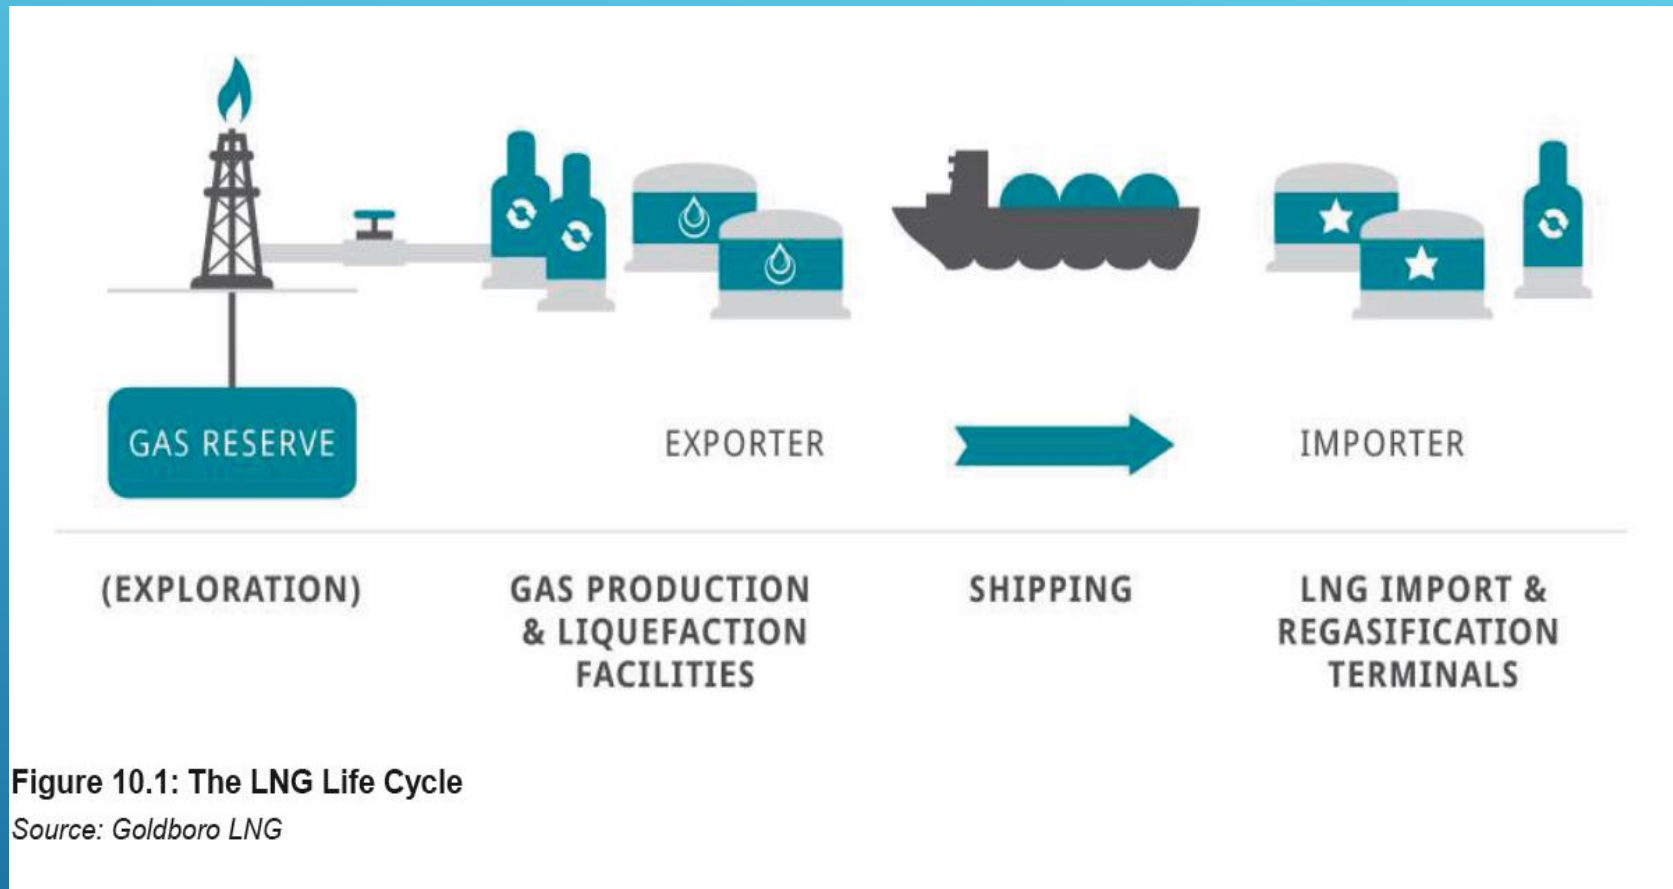 GAS RESERVE
EXPORTER
IMPORTER
(EXPLORATION)
GAS PRODUCTION
& LIQUEFACTION
FACILITIES
SHIPPING
LNG IMPORT &
REGASIFICATION
TERMINALS
Figure 10.1: The LNG Life Cycle
Source: Goldboro LNG